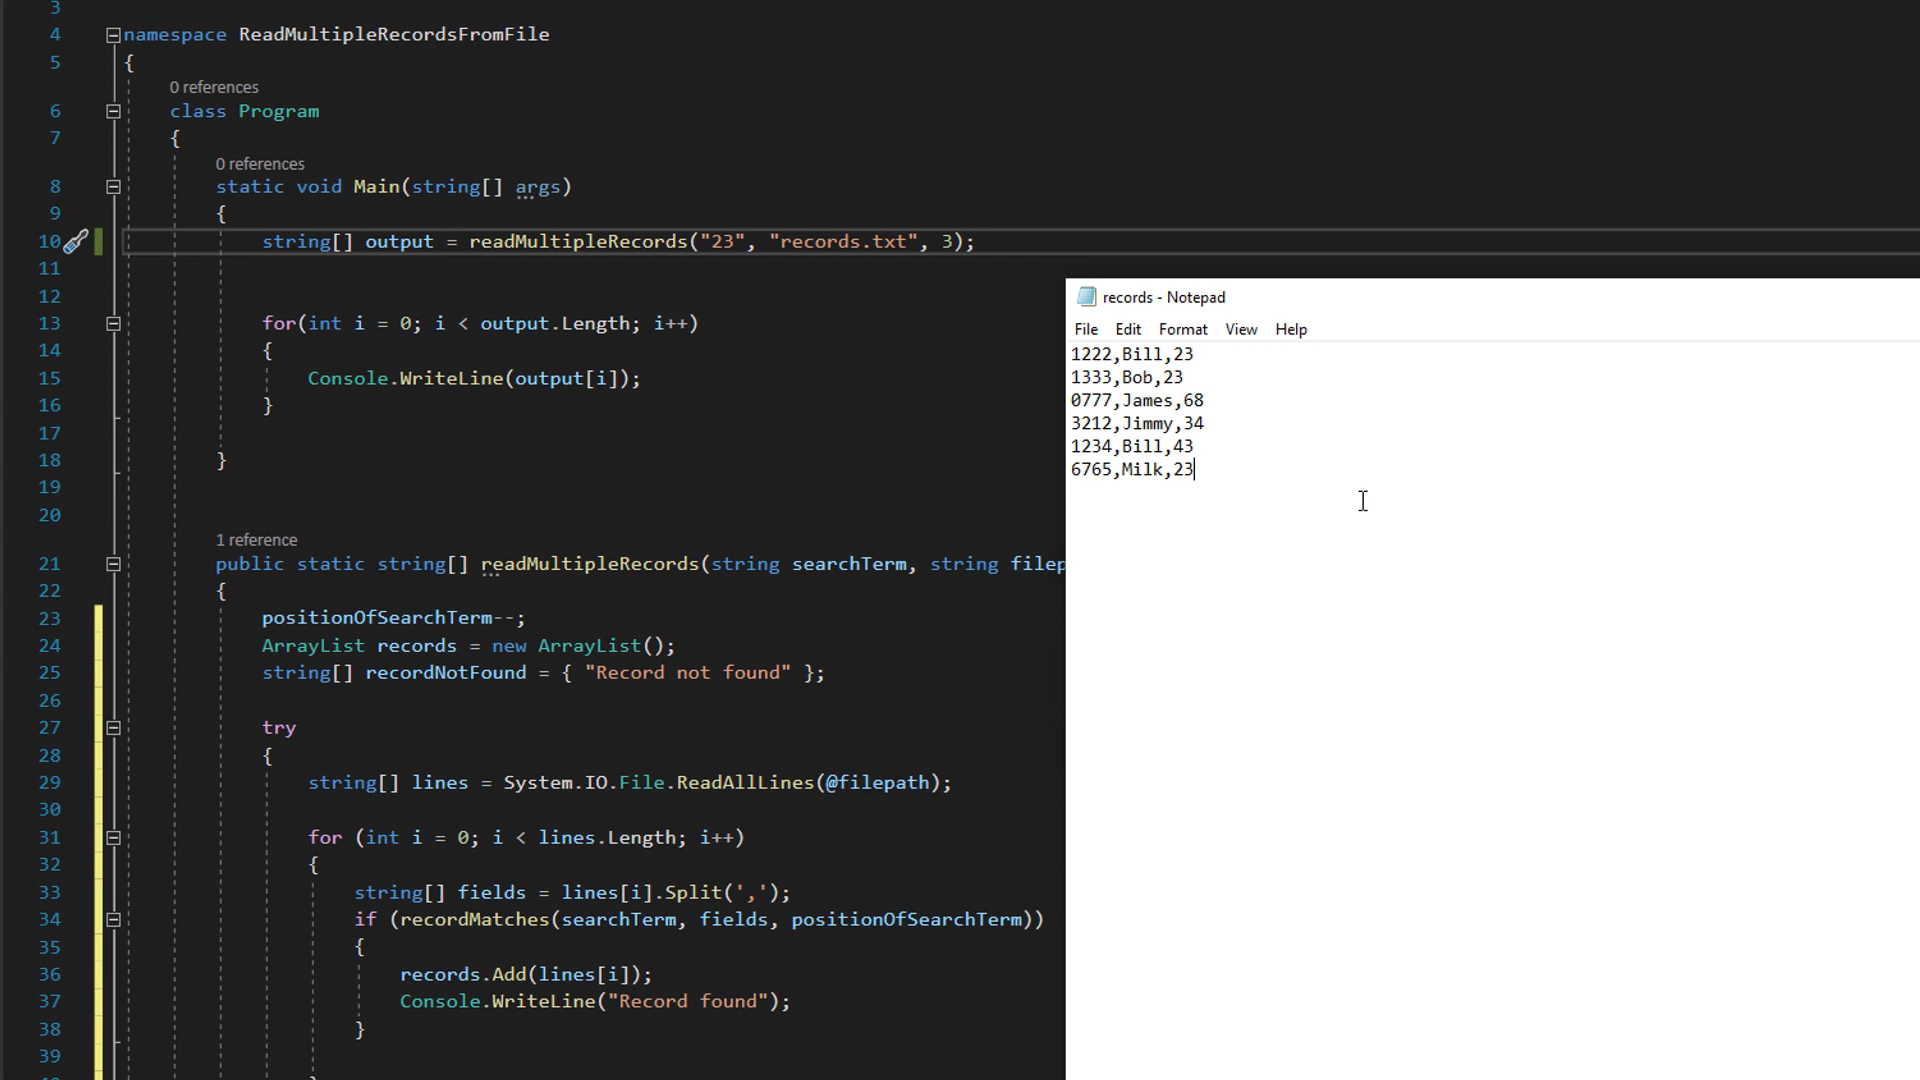 3
4 namespace ReadMultipleRecordsFromFile
5 {
0 references
6 class Program
7 {
0 references
8 static void Main(string[] args)
9 {
10 string[] output = readMultipleRecords("23", "records.txt", 3);
11
12
13 for(int i = 0; i < output.Length; i++)
14 {
15 Console.WriteLine(output[i]);
16 }
17
18 }
19
20
1 reference
21 public static string[] readMultipleRecords(string searchTerm, string filep
22 {
23 positionOfSearchTerm--;
24 ArrayList records = new ArrayList();
25 string[] recordNotFound = { "Record not found" };
26
27 try
28 {
29 string[] lines = System.IO.File.ReadAllLines(@filepath);
30
31 for (int i = 0; i < lines.Length; i++)
32 {
33 string[] fields = lines[i].Split(',');
34 if (recordMatches(searchTerm, fields, positionOfSearchTerm))
35 {
36 records.Add(lines[i]);
37 Console.WriteLine("Record found");
38 }
39
records - Notepad
File Edit Format View Help
1222,Bill,23
1333,Bob,23
0777,James,68
3212,Jimmy,34
1234,Bill,43
6765,Milk,23